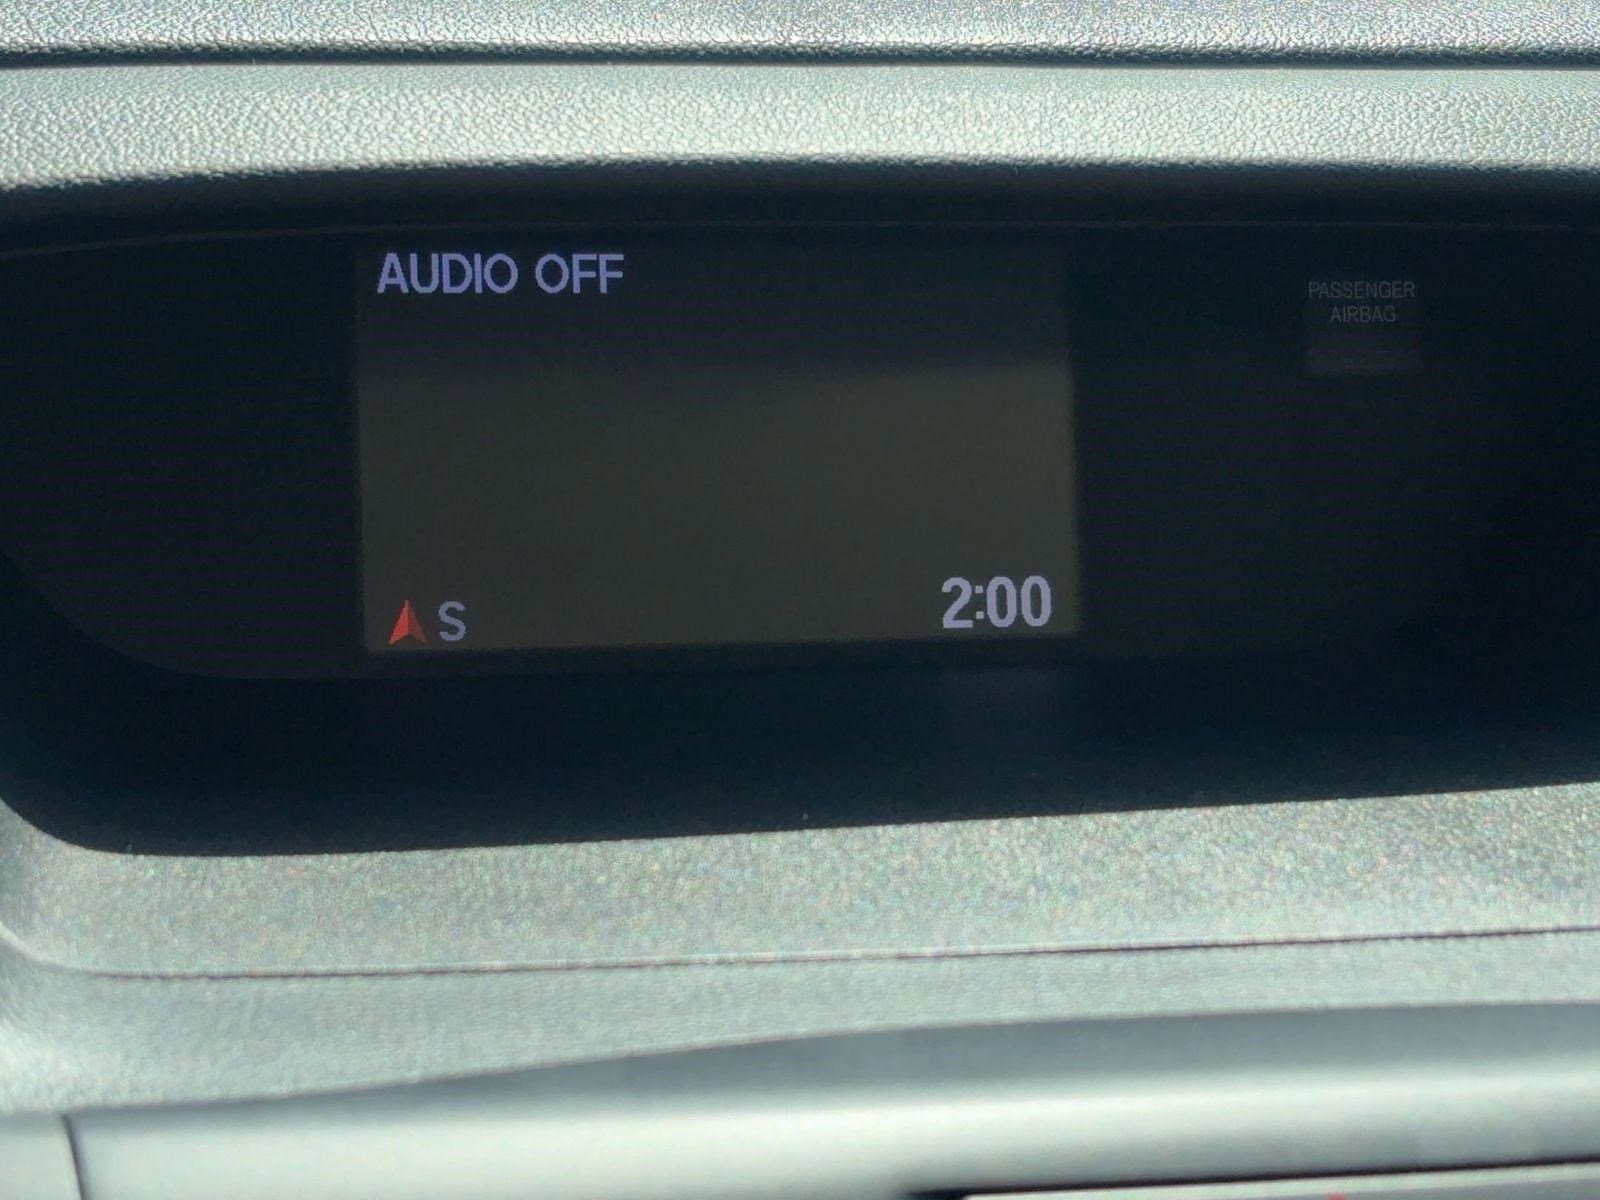 AUDIO OFF
PASSENGER
AIRBAG
S
2:00